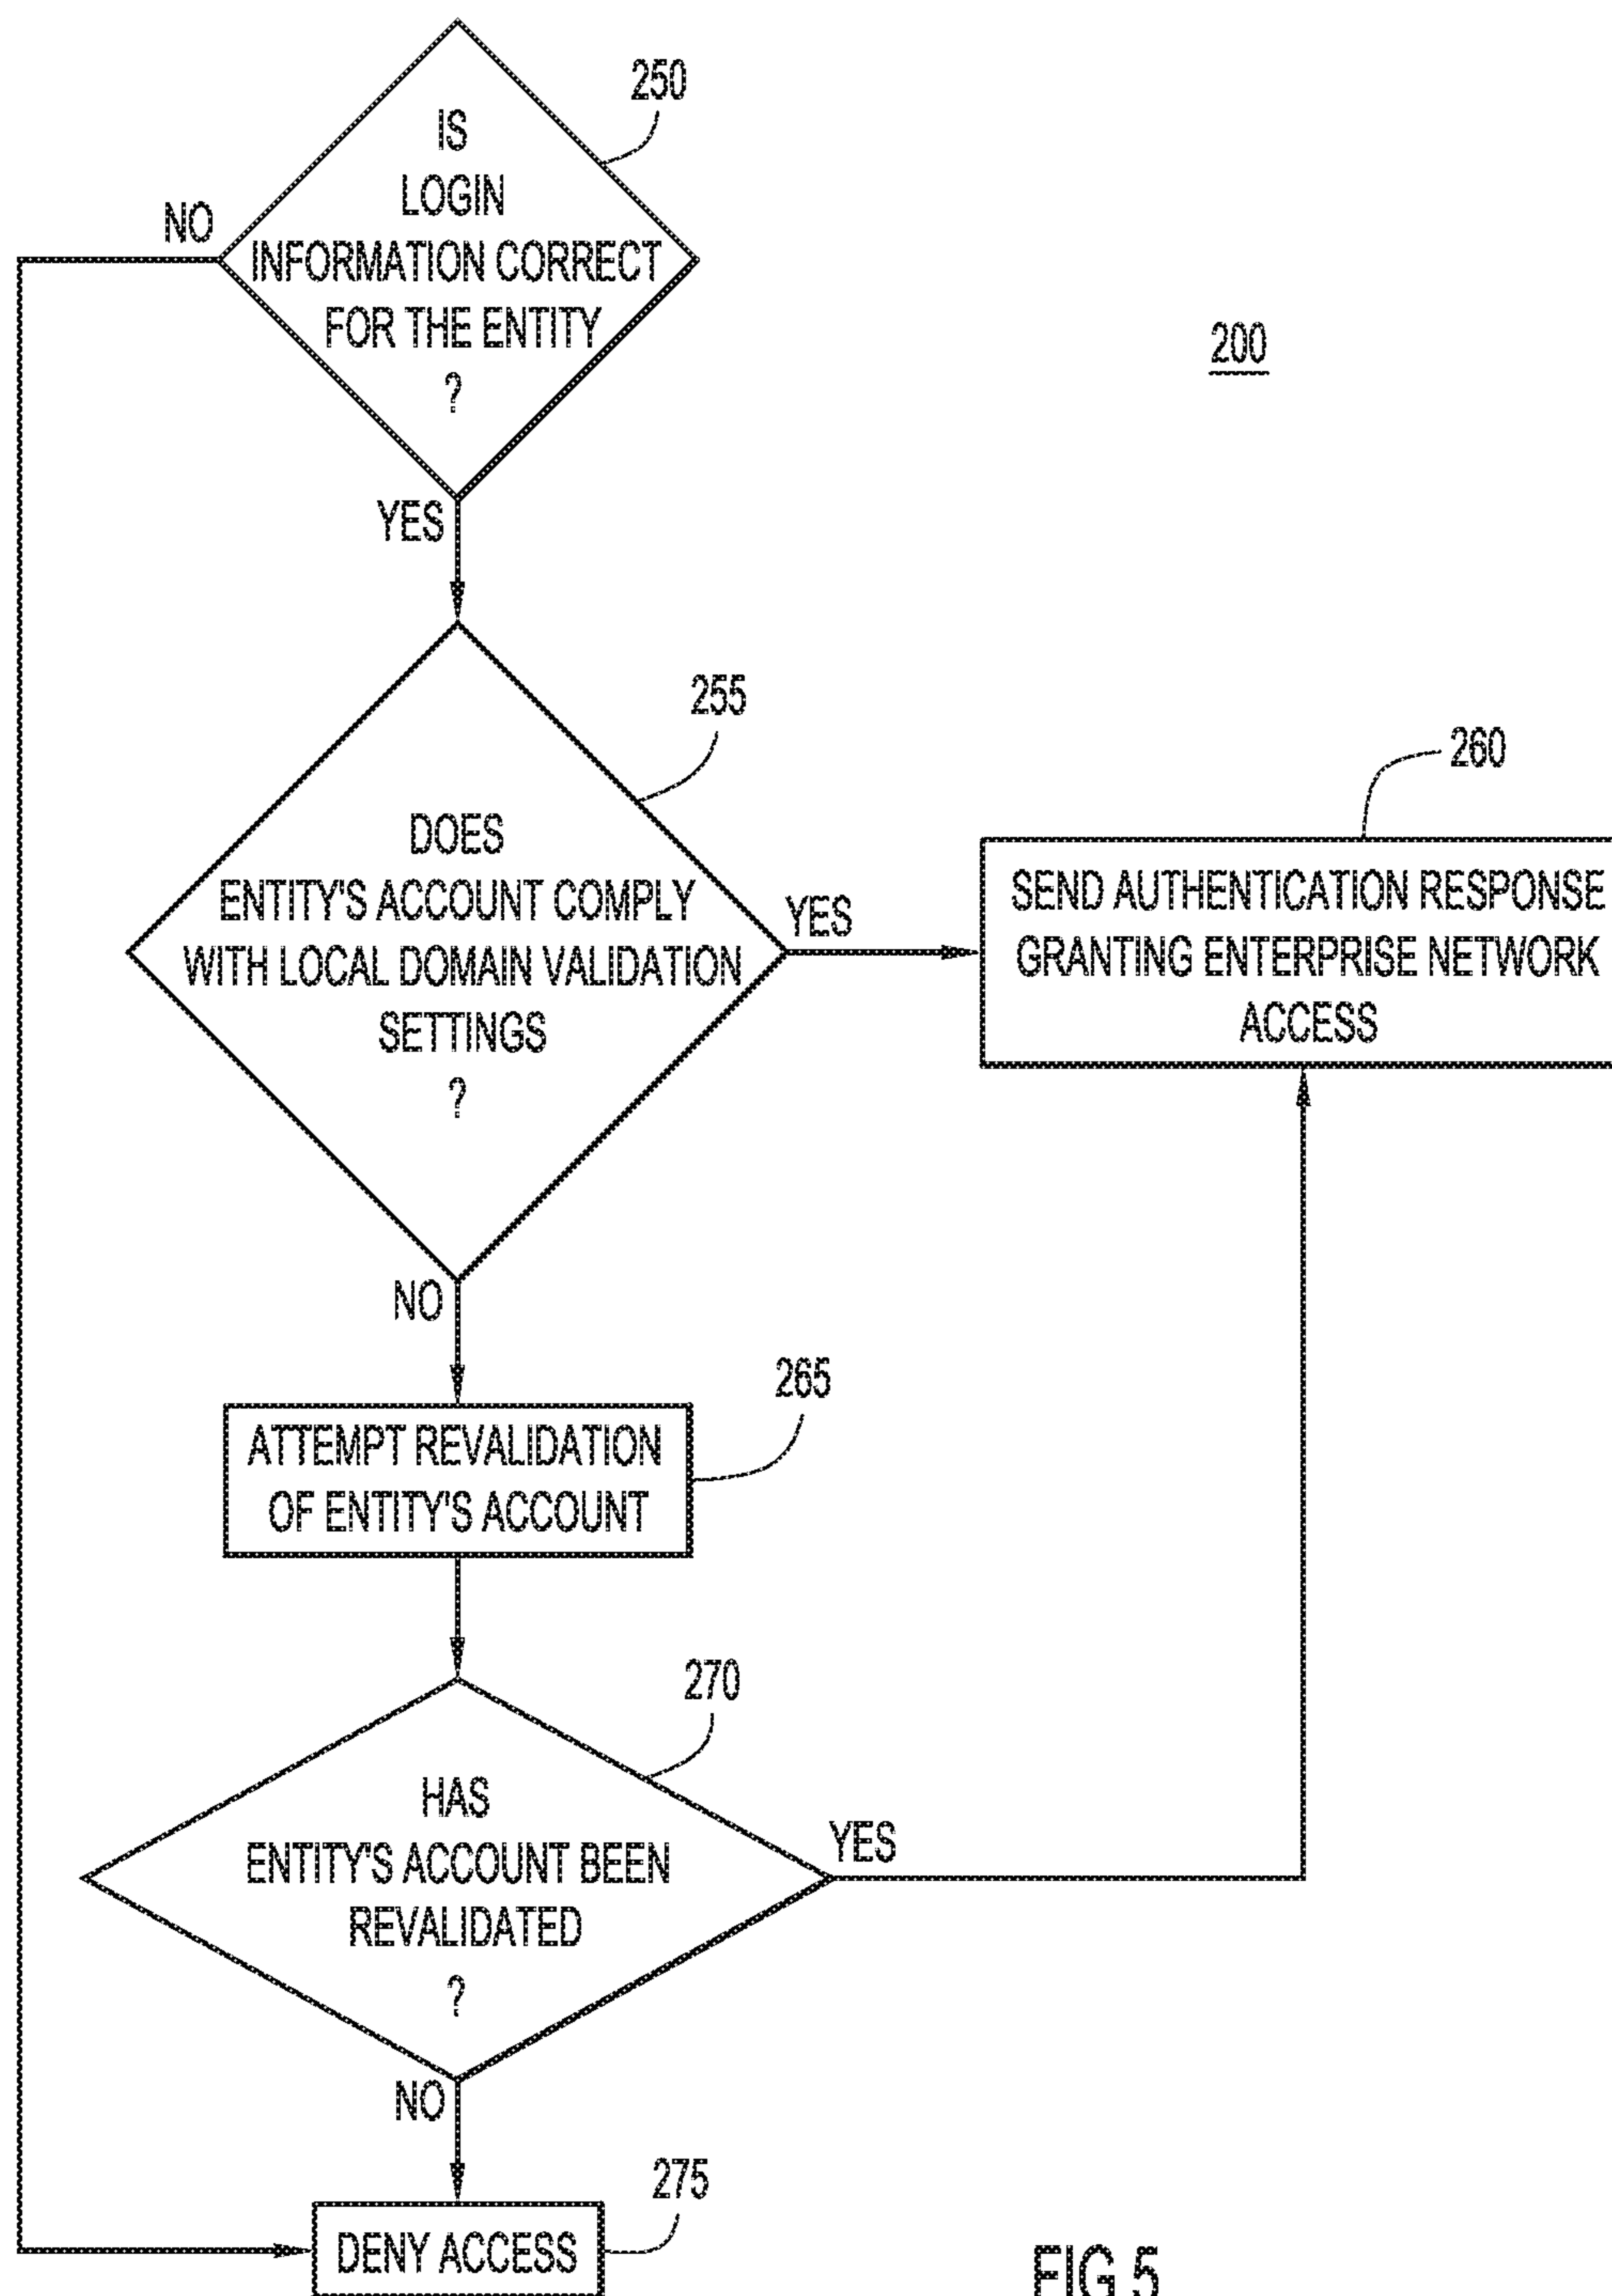 250
IS
LOGIN
INFORMATION CORRECT
FOR THE ENTITY
?
NO
200
YES
255
DOES
ENTITY'S ACCOUNT COMPLY
WITH LOCAL DOMAIN VALIDATION
SETTINGS
?
YES
260
SEND AUTHENTICATION RESPONSE
GRANTING ENTERPRISE NETWORK
ACCESS
NO
265
ATTEMPT REVALIDATION
OF ENTITY'S ACCOUNT
270
HAS
ENTITY'S ACCOUNT BEEN
REVALIDATED
?
YES
NO
275
DENY ACCESS
FIG.5